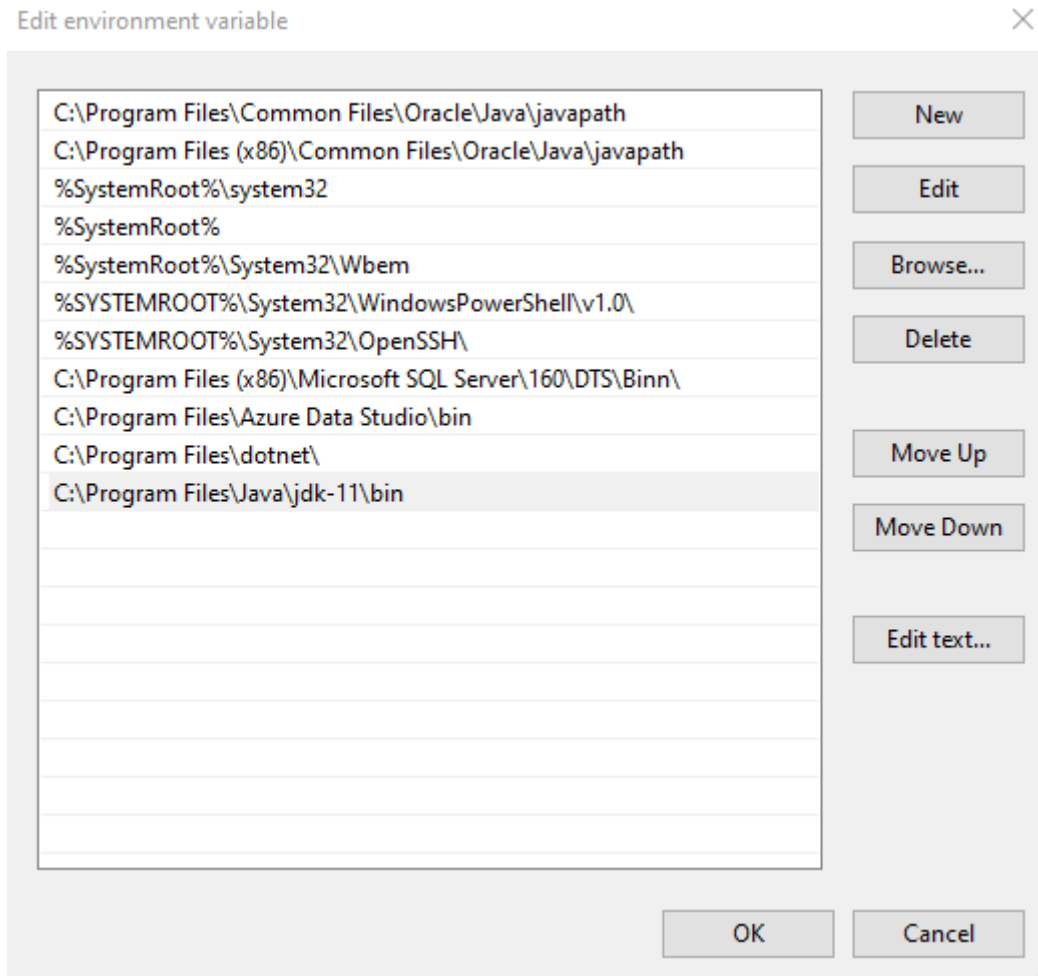 Edit environment variable
C:\Program Files\Common Files\Oracle\Java\javapath
C:\Program Files (x86)\Common Files\Oracle\Java\javapath
%SystemRoot%\system32
%SystemRoot%
%SystemRoot%\System32\Wbem
%SYSTEMROOT%\System32\WindowsPowerShell\v1.0\
%SYSTEMROOT%\System32\OpenSSH\
C:\Program Files (x86)\Microsoft SQL Server\160\DTS\Binn\
C:\Program Files\Azure Data Studio\bin
C:\Program Files\dotnet\
C:\Program Files\Java\jdk-11\bin
New
Edit
Browse...
Delete
Move Up
Move Down
Edit text...
OK
Cancel